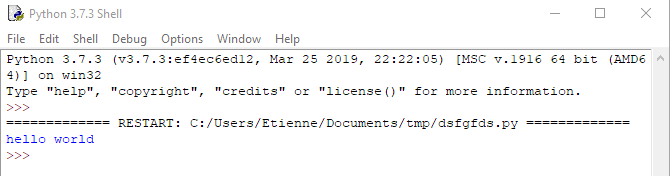 Python 3.7.3 Shell
File Edit Shell Debug Options Window Help
Python 3.7.3 (v3.7.3:ef4ec6ed12, Mar 25 2019, 22:22:05) [MSC v.1916 64 bit (AMD6
4)] on win32
Type "help", "copyright", "credits" or "license()" for more information.
>>>
============= RESTART: C:/Users/Etienne/Documents/tmp/dsfgfds.py =============
hello world
>>>